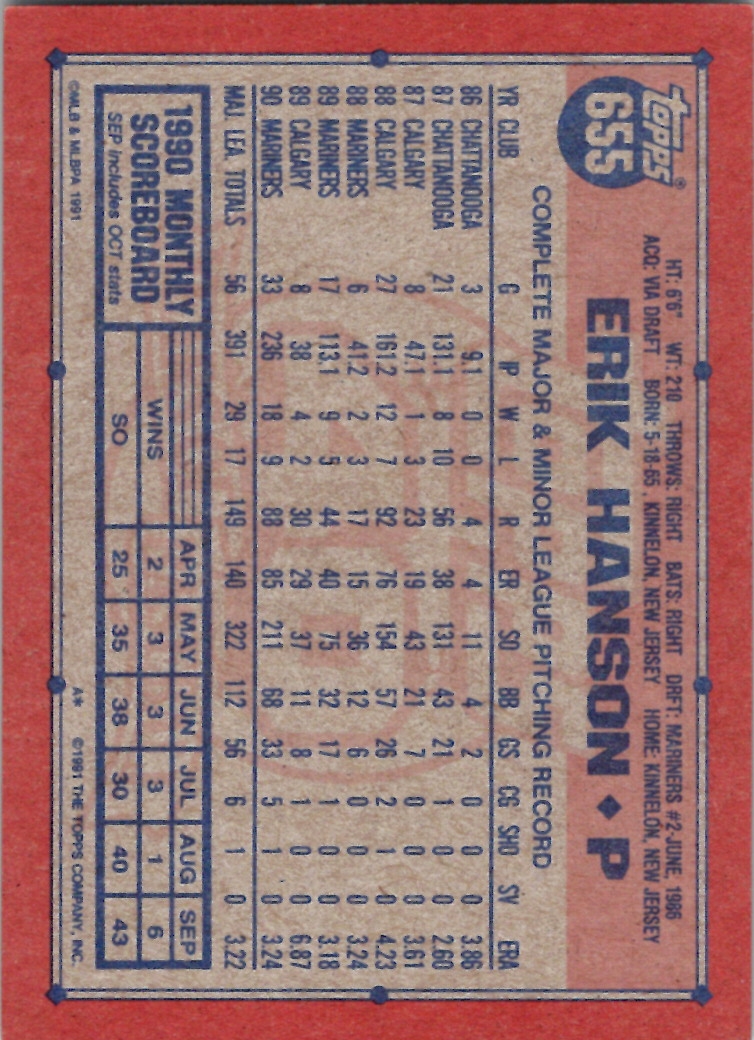 Topps®
655
HT: 6'6" WT: 210 THROWS: RIGHT BATS: RIGHT DRFT: MARINERS #2-JUNE, 1986
ACQ: VIA DRAFT BORN: 5-18-65, KINNELON, NEW JERSEY HOME: KINNELON, NEW JERSEY
ERIK HANSON ◆ P
COMPLETE MAJOR & MINOR LEAGUE PITCHING RECORD
YR CLUB G IP W L R ER SO BB GS CG SHO SV ERA
86 CHATTANOOGA 3 9.1 0 0 4 4 11 4 2 0 0 0 3.86
87 CHATTANOOGA 21 131.1 8 10 56 38 131 43 21 1 0 0 2.60
87 CALGARY 8 47.1 1 3 23 19 43 21 7 0 0 0 3.61
88 CALGARY 27 161.2 12 7 92 76 154 57 26 2 1 0 4.23
88 MARINERS 6 41.2 2 3 17 15 36 12 6 0 0 0 3.24
89 MARINERS 17 113.1 9 5 44 40 75 32 17 1 0 0 3.18
89 CALGARY 8 38 4 2 30 29 37 11 8 1 0 0 6.87
90 MARINERS 33 236 18 9 88 85 211 68 33 5 1 0 3.24
MAJ. LEA. TOTALS 56 391 29 17 149 140 322 112 56 6 1 0 3.22
1990 MONTHLY
SCOREBOARD
SEP includes OCT stats
APR MAY JUN JUL AUG SEP
WINS 2 3 3 3 1 6
SO 25 35 38 30 40 43
©MLB & MLBPA 1991
A* ©1991 THE TOPPS COMPANY, INC.